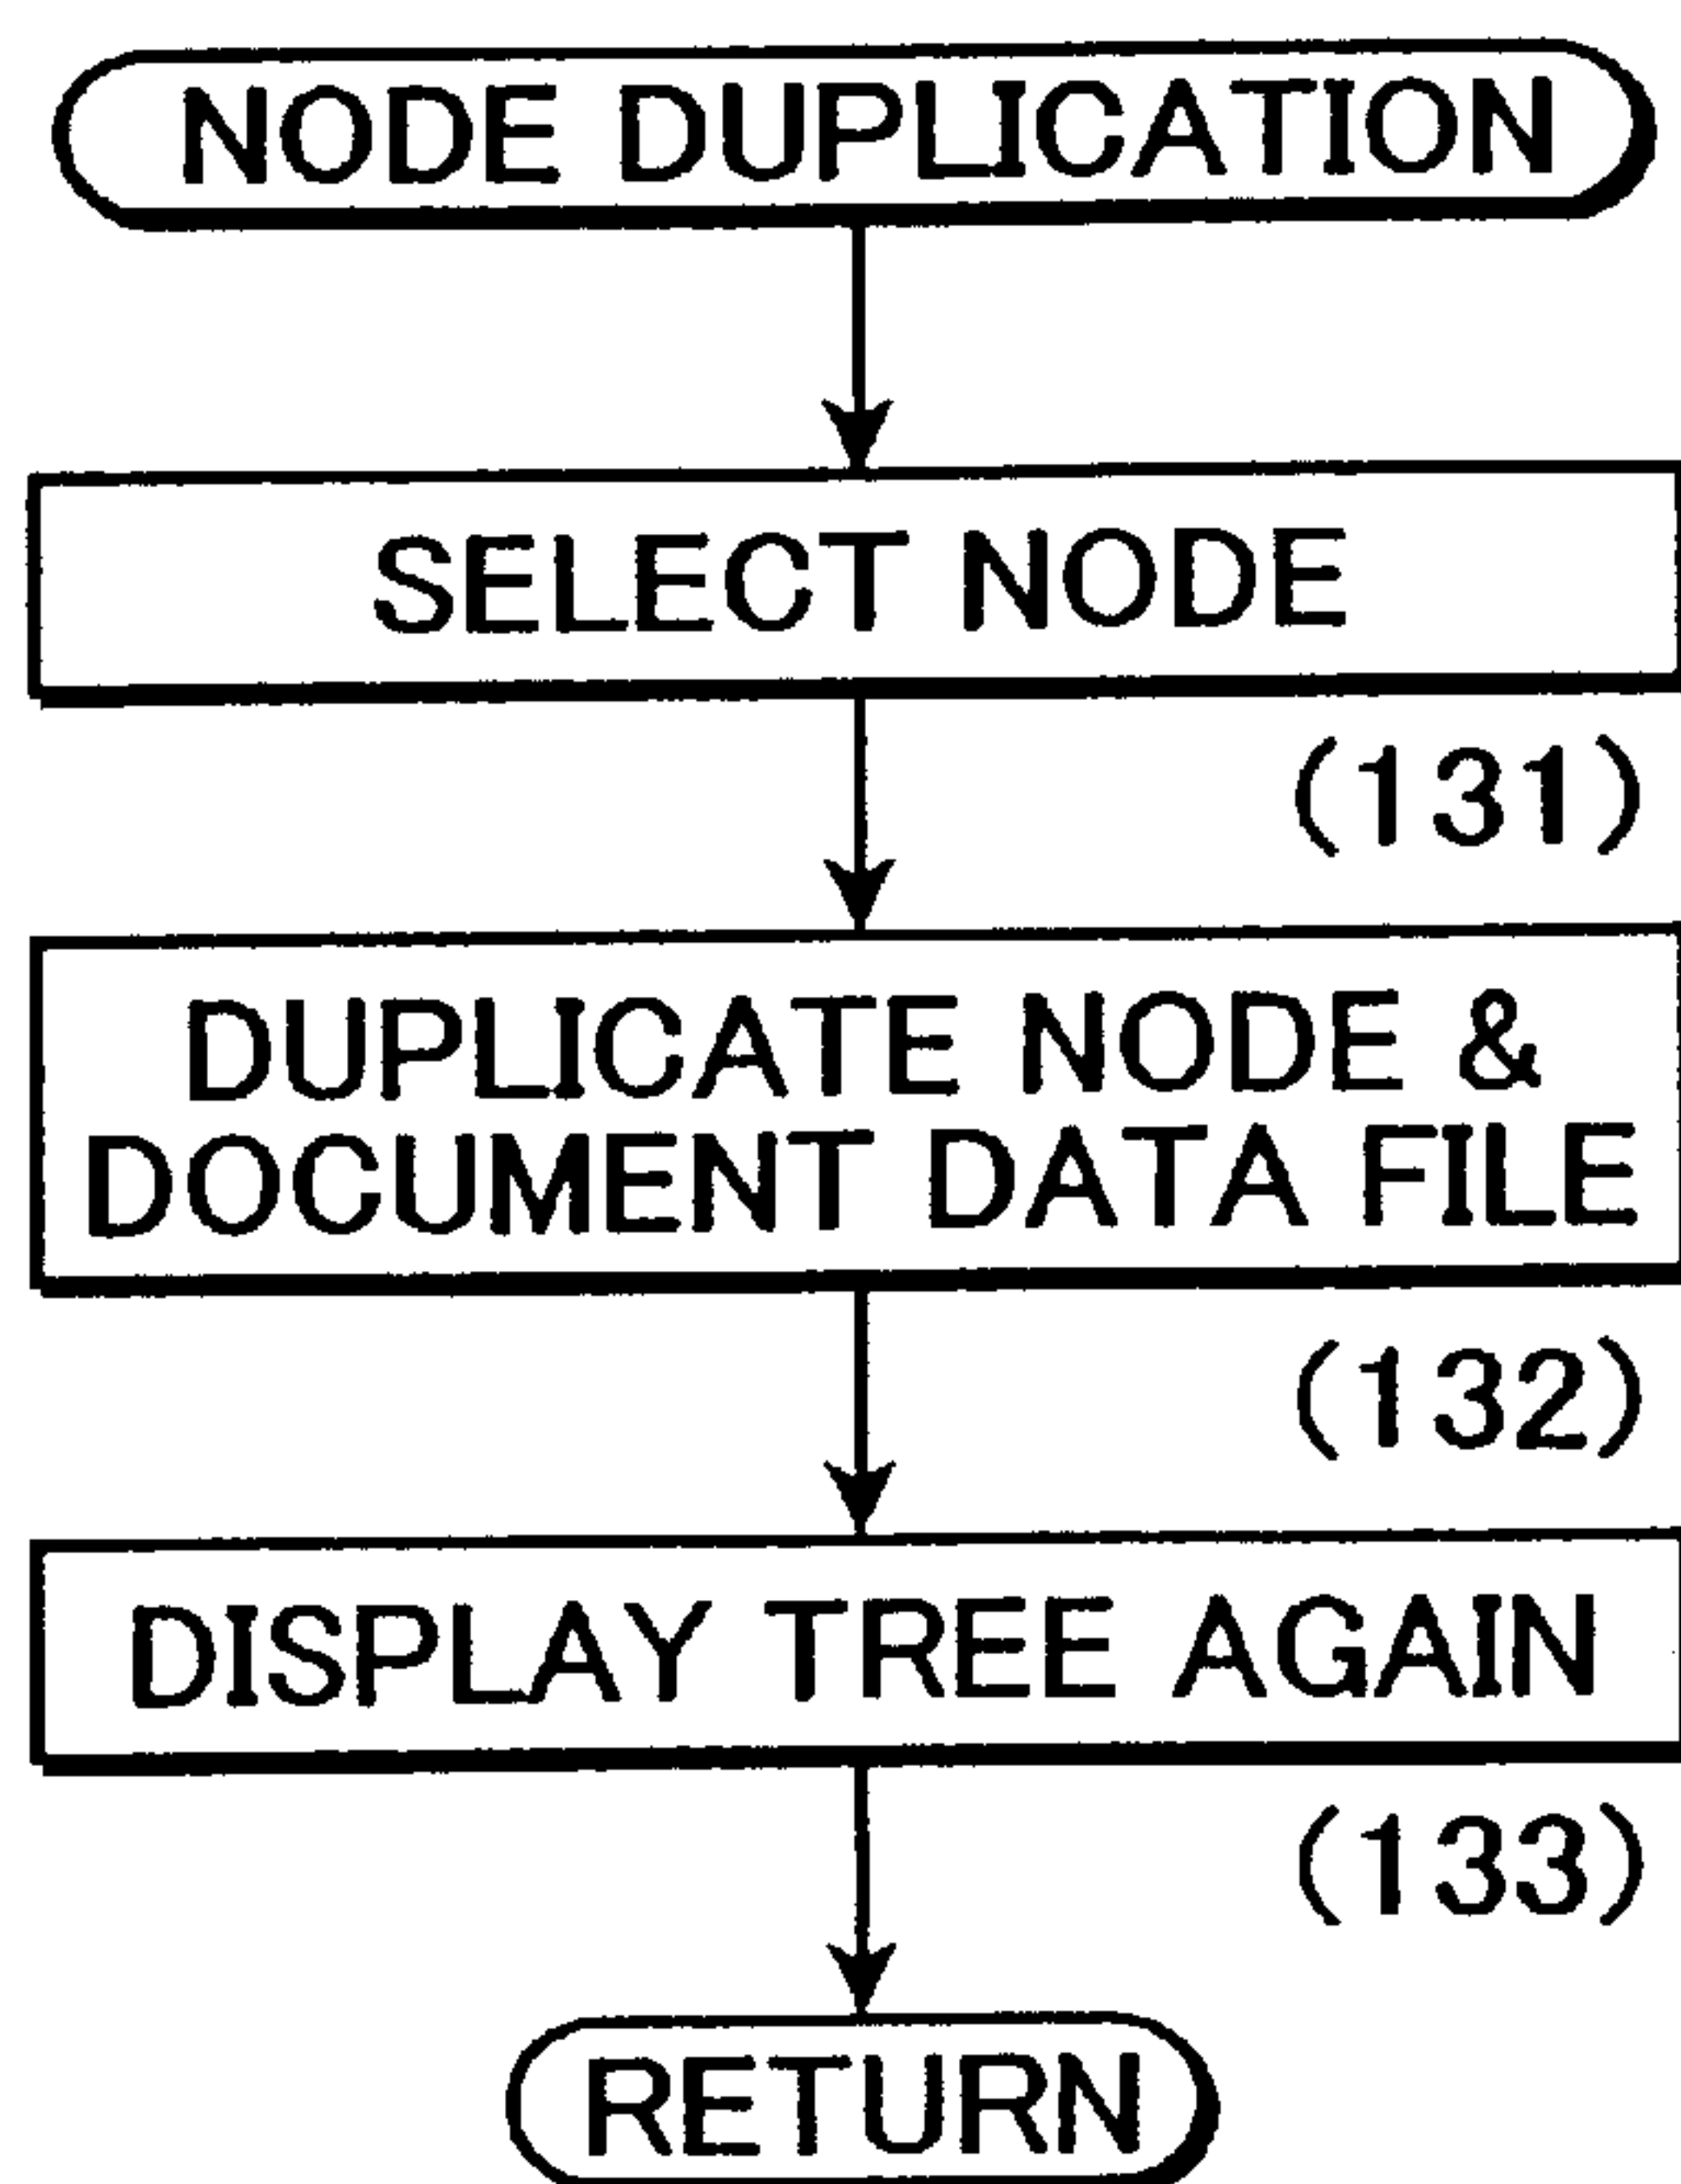 NODE DUPLICATION
SELECT NODE
(131)
DUPLICATE NODE &
DOCUMENT DATA FILE
(132)
DISPLAY TREE AGAIN
(133)
RETURN